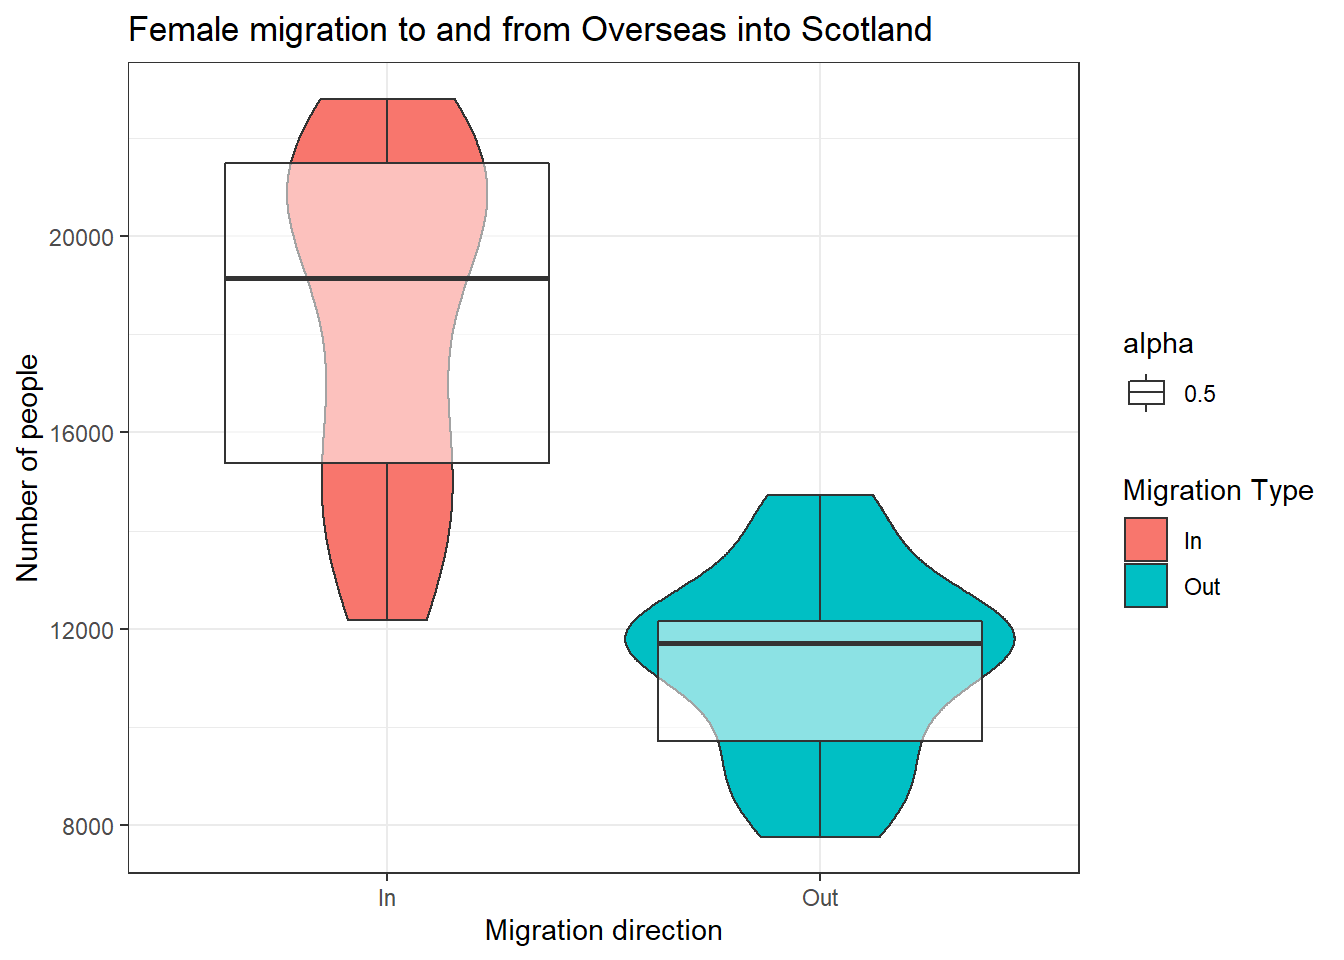 Female migration to and from Overseas into Scotland
Number of people
20000
16000
12000
8000
In
Out
Migration direction
alpha
0.5
Migration Type
In
Out